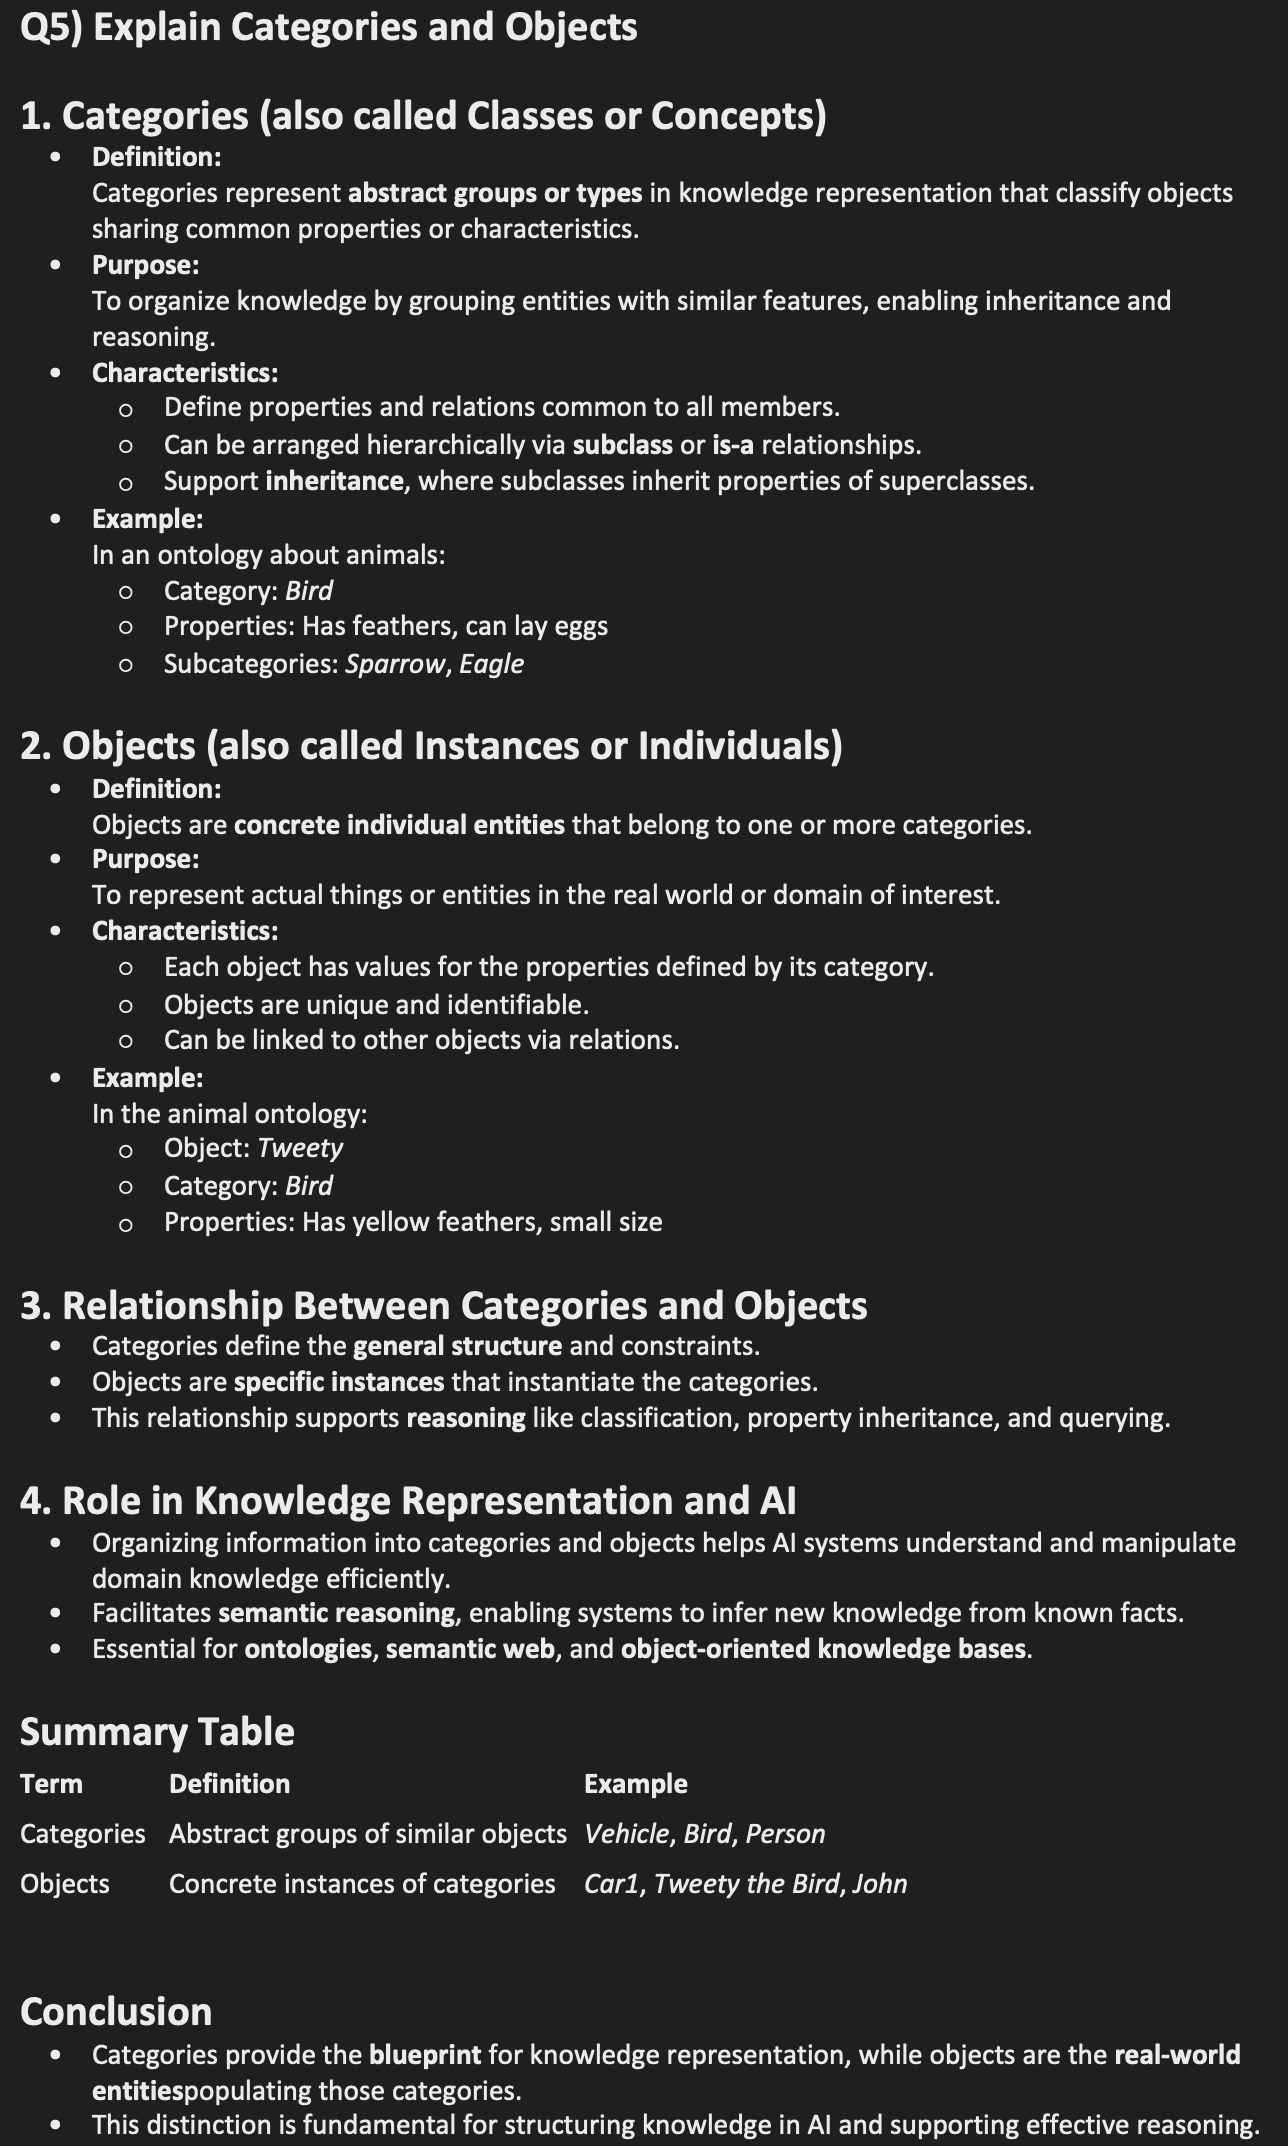 Q5) Explain Categories and Objects
1. Categories (also called Classes or Concepts)
• Definition:
Categories represent abstract groups or types in knowledge representation that classify objects
sharing common properties or characteristics.
• Purpose:
To organize knowledge by grouping entities with similar features, enabling inheritance and
reasoning.
• Characteristics:
○ Define properties and relations common to all members.
○ Can be arranged hierarchically via subclass or is-a relationships.
○ Support inheritance, where subclasses inherit properties of superclasses.
• Example:
In an ontology about animals:
○ Category: Bird
○ Properties: Has feathers, can lay eggs
○ Subcategories: Sparrow, Eagle
2. Objects (also called Instances or Individuals)
• Definition:
Objects are concrete individual entities that belong to one or more categories.
• Purpose:
To represent actual things or entities in the real world or domain of interest.
• Characteristics:
○ Each object has values for the properties defined by its category.
○ Objects are unique and identifiable.
○ Can be linked to other objects via relations.
• Example:
In the animal ontology:
○ Object: Tweety
○ Category: Bird
○ Properties: Has yellow feathers, small size
3. Relationship Between Categories and Objects
• Categories define the general structure and constraints.
• Objects are specific instances that instantiate the categories.
• This relationship supports reasoning like classification, property inheritance, and querying.
4. Role in Knowledge Representation and AI
• Organizing information into categories and objects helps AI systems understand and manipulate
domain knowledge efficiently.
• Facilitates semantic reasoning, enabling systems to infer new knowledge from known facts.
• Essential for ontologies, semantic web, and object-oriented knowledge bases.
Summary Table
Term Definition Example
Categories Abstract groups of similar objects Vehicle, Bird, Person
Objects Concrete instances of categories Car1, Tweety the Bird, John
Conclusion
• Categories provide the blueprint for knowledge representation, while objects are the real-world
entitiespopulating those categories.
• This distinction is fundamental for structuring knowledge in AI and supporting effective reasoning.